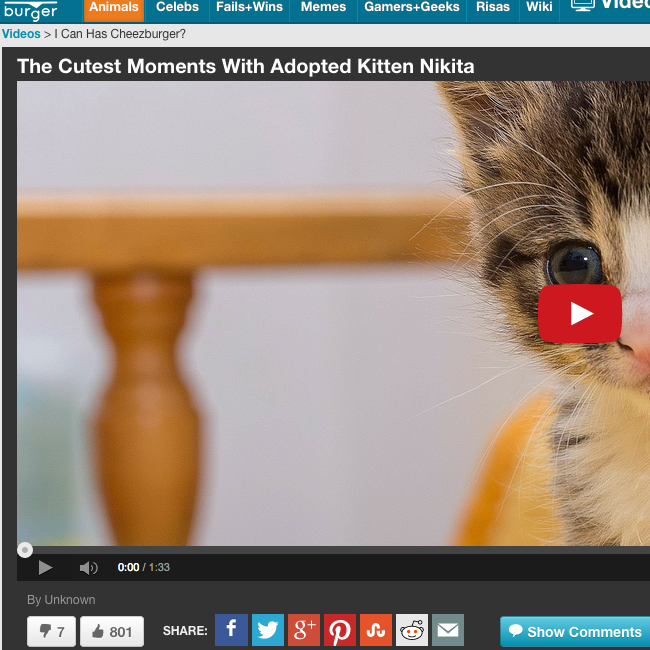 burger
Animals
Celebs
Fails+Wins
Memes
Gamers+Geeks
Risas
Wiki
Video
Videos > I Can Has Cheezburger?
The Cutest Moments With Adopted Kitten Nikita
0:00 / 1:33
By Unknown
7
801
SHARE:
f
g+
Show Comments